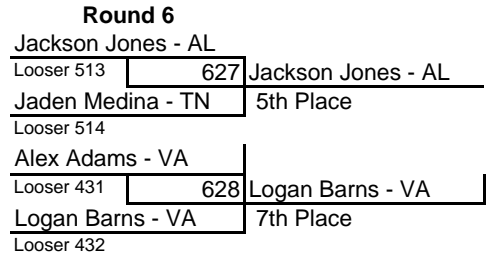 Round 6
Jackson Jones - AL
Looser 513
627 Jackson Jones - AL
Jaden Medina - TN
5th Place
Looser 514
Alex Adams - VA
Looser 431
628 Logan Barns - VA
Logan Barns - VA
7th Place
Looser 432